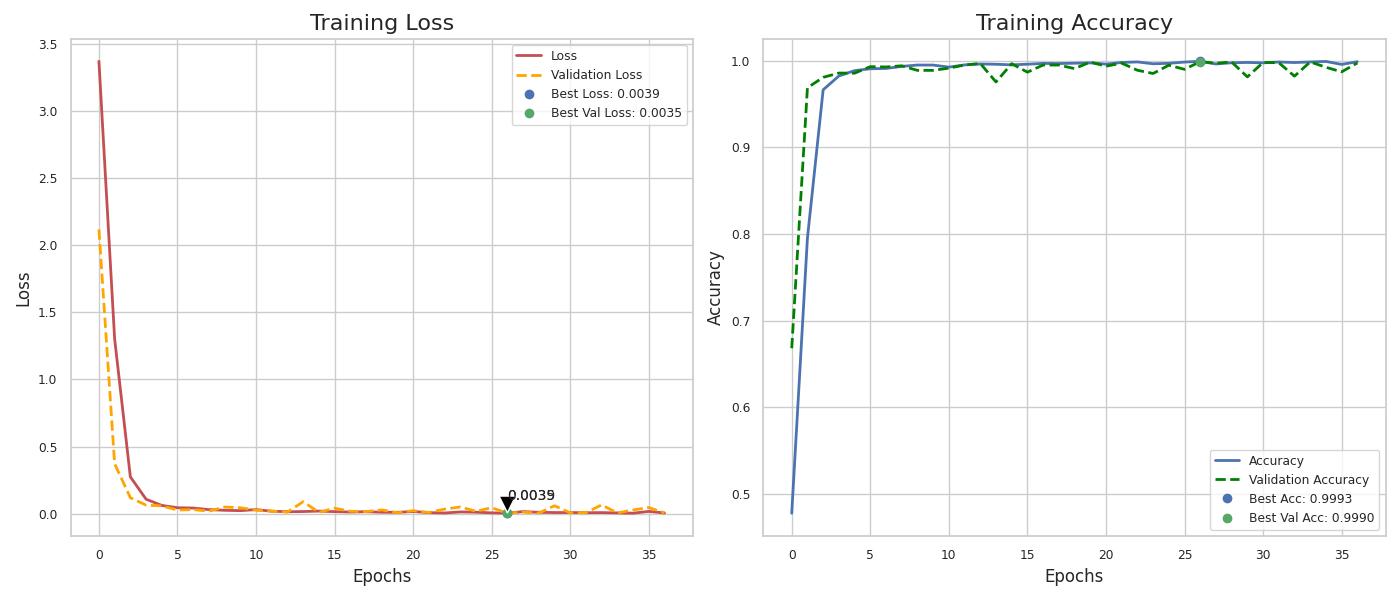 Training Loss
3.5
3.0
2.5
2.0
1.5
1.0
0.5
0.0
Loss
Loss
Validation Loss
Best Loss: 0.0039
Best Val Loss: 0.0035
0 5 10 15 20 25 30 35
Epochs
Training Accuracy
1.0
0.9
0.8
0.7
0.6
0.5
Accuracy
Accuracy
Validation Accuracy
Best Acc: 0.9993
Best Val Acc: 0.9990
0 5 10 15 20 25 30 35
Epochs